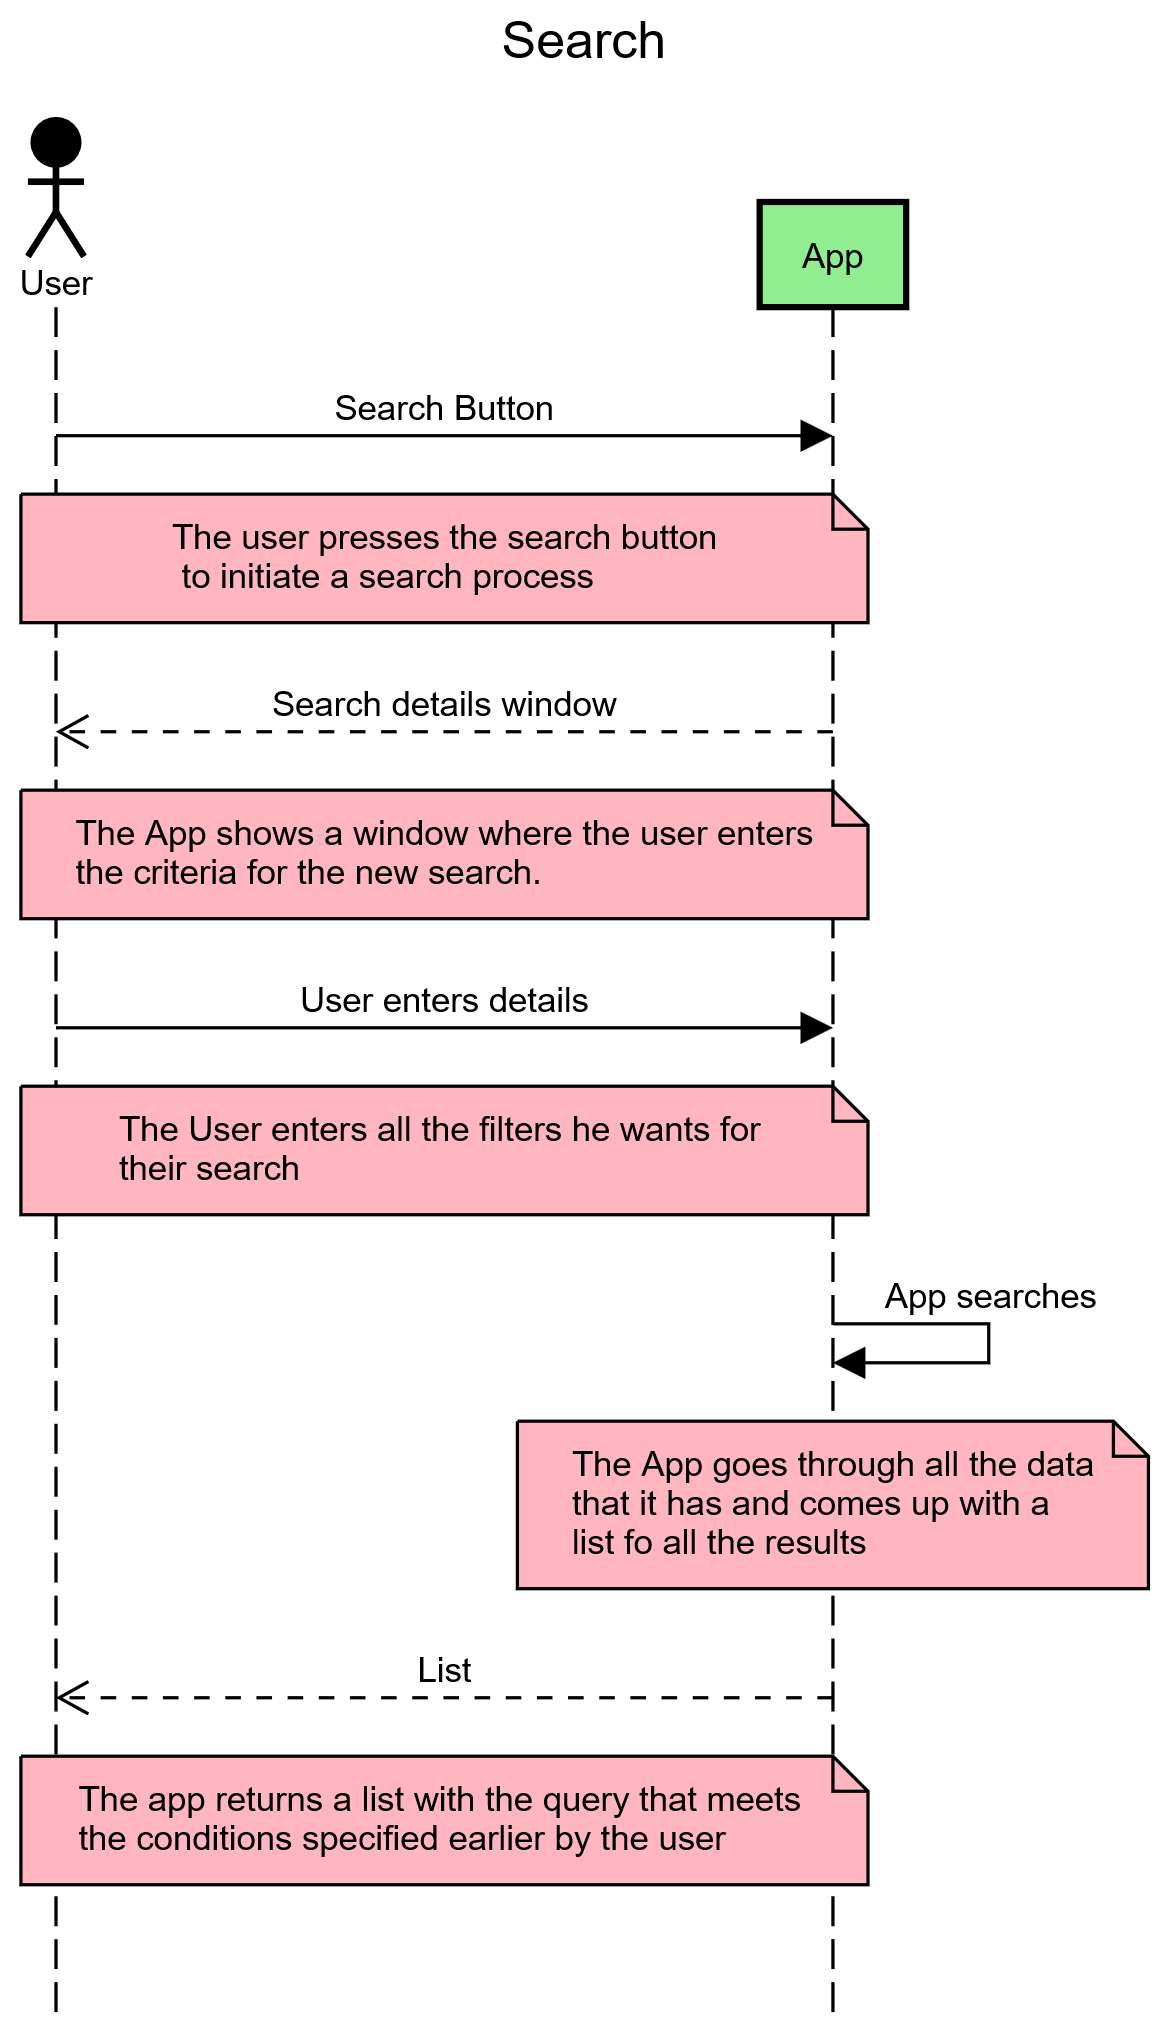 Search
User
App
Search Button
The user presses the search button
to initiate a search process
Search details window
The App shows a window where the user enters
the criteria for the new search.
User enters details
The User enters all the filters he wants for
their search
App searches
The App goes through all the data
that it has and comes up with a
list fo all the results
List
The app returns a list with the query that meets
the conditions specified earlier by the user